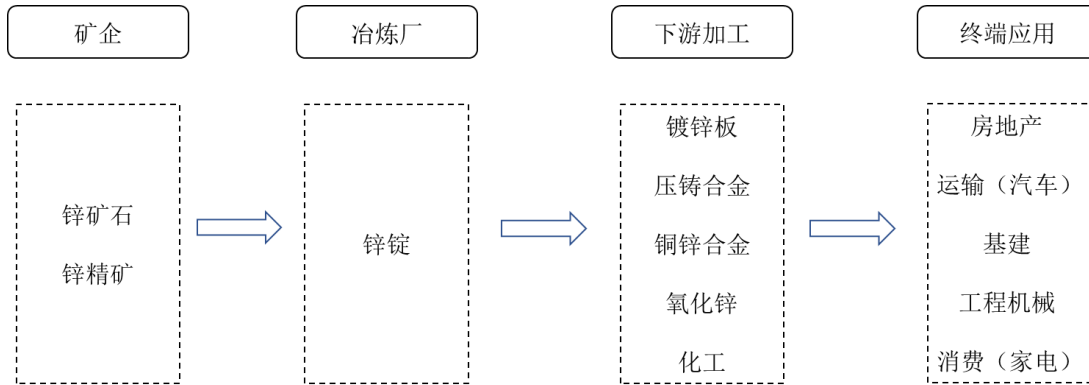 矿企
冶炼厂
下游加工
终端应用
锌矿石
锌精矿
锌锭
镀锌板
压铸合金
铜锌合金
氧化锌
化工
房地产
运输（汽车）
基建
工程机械
消费（家电）